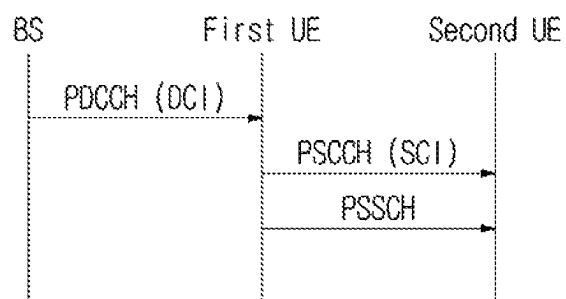 BS
First UE
Second UE
PDCCH (DCI)
PSCCH (SCI)
PSSCH